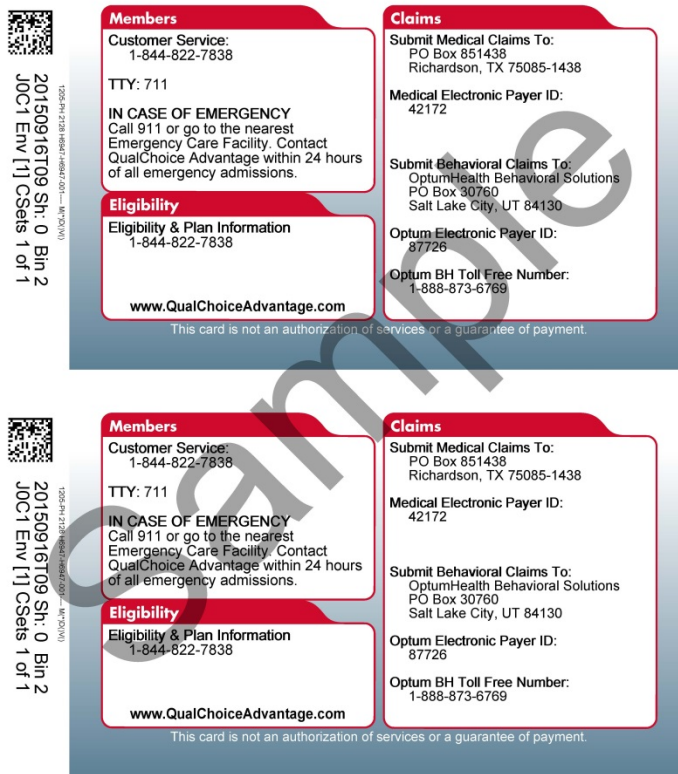 Members
Customer Service:
1-844-822-7838
TTY: 711
IN CASE OF EMERGENCY
Call 911 or go to the nearest
Emergency Care Facility. Contact
QualChoice Advantage within 24 hours
of all emergency admissions.
Eligibility
Eligibility & Plan Information
1-844-822-7838
www.QualChoiceAdvantage.com
Claims
Submit Medical Claims To:
PO Box 851438
Richardson, TX 75085-1438
Medical Electronic Payer ID:
42172
Submit Behavioral Claims To:
OptumHealth Behavioral Solutions
PO Box 30760
Salt Lake City, UT 84130
Optum Electronic Payer ID:
87726
Optum BH Toll Free Number:
1-888-873-6769
This card is not an authorization of services or a guarantee of payment.
20150916T09 Sh: 0 Bin 2
J0C1 Env [1] CSets 1 of 1
Members
Customer Service:
1-844-822-7838
TTY: 711
IN CASE OF EMERGENCY
Call 911 or go to the nearest
Emergency Care Facility. Contact
QualChoice Advantage within 24 hours
of all emergency admissions.
Eligibility
Eligibility & Plan Information
1-844-822-7838
www.QualChoiceAdvantage.com
Claims
Submit Medical Claims To:
PO Box 851438
Richardson, TX 75085-1438
Medical Electronic Payer ID:
42172
Submit Behavioral Claims To:
OptumHealth Behavioral Solutions
PO Box 30760
Salt Lake City, UT 84130
Optum Electronic Payer ID:
87726
Optum BH Toll Free Number:
1-888-873-6769
This card is not an authorization of services or a guarantee of payment.
20150916T09 Sh: 0 Bin 2
J0C1 Env [1] CSets 1 of 1
Sample